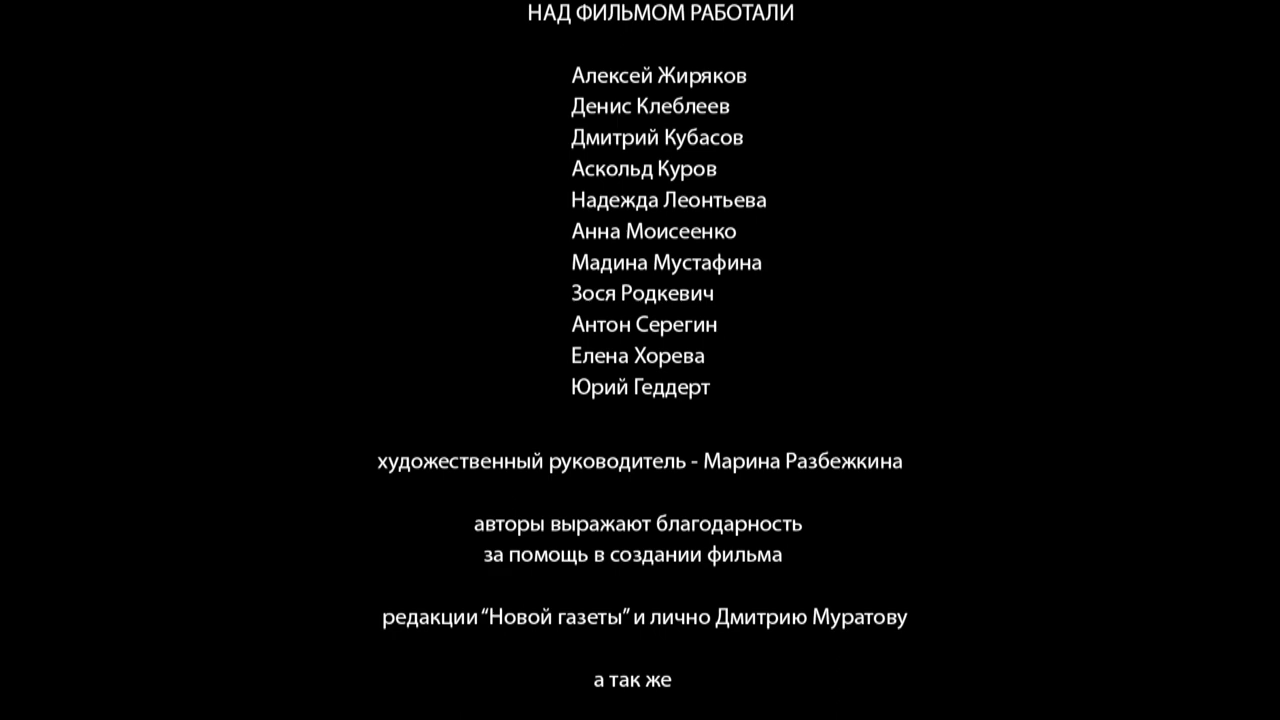 НАД ФИЛЬМОМ РАБОТАЛИ
Алексей Жиряков
Денис Клеблеев
Дмитрий Кубасов
Аскольд Куров
Надежда Леонтьева
Анна Моисеенко
Мадина Мустафина
Зося Родкевич
Антон Серегин
Елена Хорева
Юрий Геддерт
художественный руководитель - Марина Разбежкина
авторы выражают благодарность
за помощь в создании фильма
редакции “Новой газеты” и лично Дмитрию Муратову
а так же